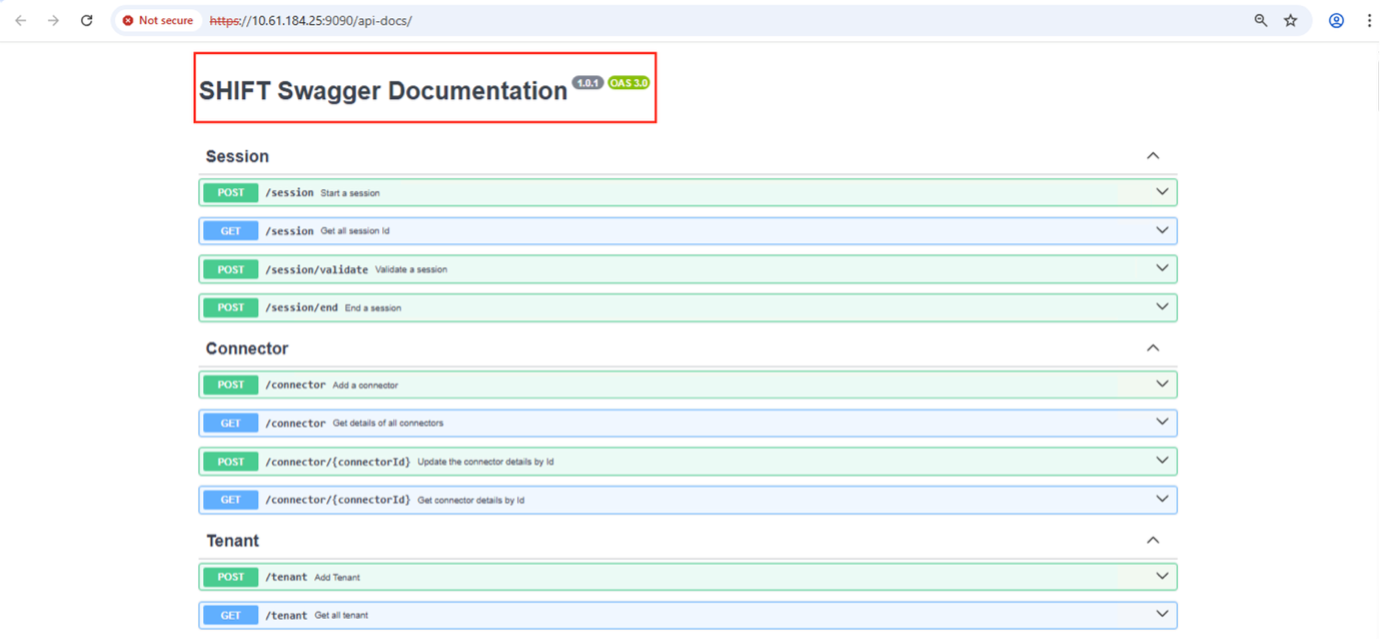 Not secure https://10.61.184.25:9090/api-docs/
SHIFT Swagger Documentation 1.0.1 OAS 3.0
Session
POST /session Start a session
GET /session Get all session Id
POST /session/validate Validate a session
POST /session/end End a session
Connector
POST /connector Add a connector
GET /connector Get details of all connectors
POST /connector/{connectorId} Update the connector details by Id
GET /connector/{connectorId} Get connector details by Id
Tenant
POST /tenant Add Tenant
GET /tenant Get all tenant